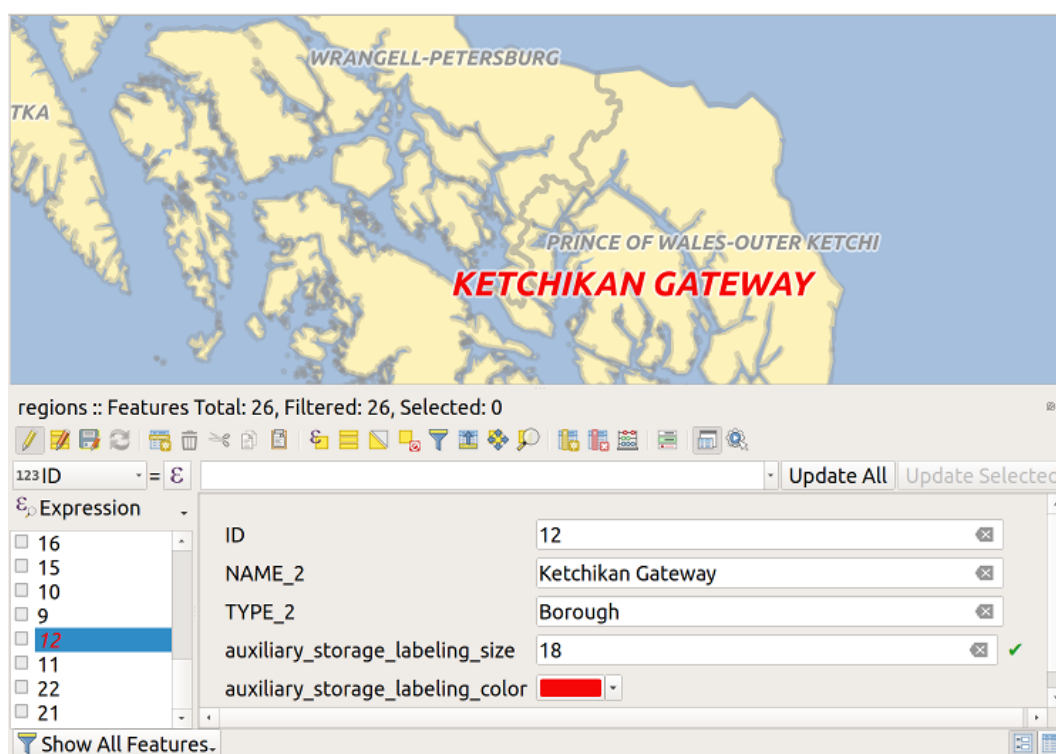 WRANGELL-PETERSBURG
TKA
PRINCE OF WALES-OUTER KETCHI
KETCHIKAN GATEWAY
regions :: Features Total: 26, Filtered: 26, Selected: 0
123 ID = ε Update All Update Selected
Expression
16
15
10
9
12
11
22
21
ID 12
NAME_2 Ketchikan Gateway
TYPE_2 Borough
auxiliary_storage_labeling_size 18
auxiliary_storage_labeling_color
Show All Features